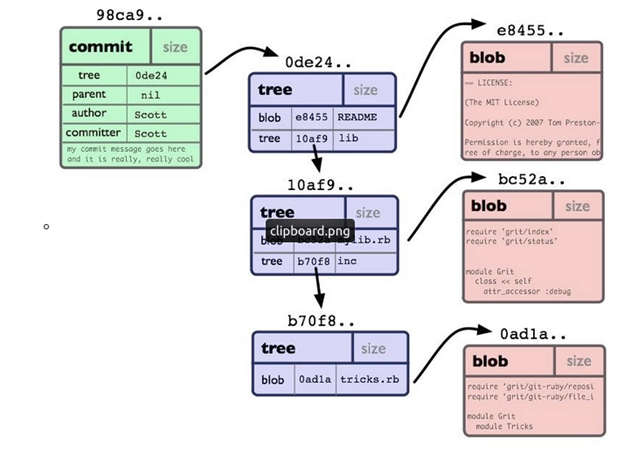 98ca9..
commit size
tree 0de24
parent nil
author Scott
committer Scott
my commit message goes here
and it is really, really cool
0de24..
tree size
blob e8455 README
tree 10af9 lib
e8455..
blob size
== LICENSE:
(The MIT License)
Copyright (c) 2007 Tom Preston-
Permission is hereby granted, f
ree of charge, to any person ob
10af9..
tree size
clipboard.png
blob bc52a mylib.rb
tree b70f8 inc
bc52a..
blob size
require 'grit/index'
require 'grit/status'
module Grit
class << self
attr_accessor :debug
b70f8..
tree size
blob 0ad1a tricks.rb
0ad1a..
blob size
require 'grit/git-ruby/reposi
require 'grit/git-ruby/file_i
module Grit
module Tricks